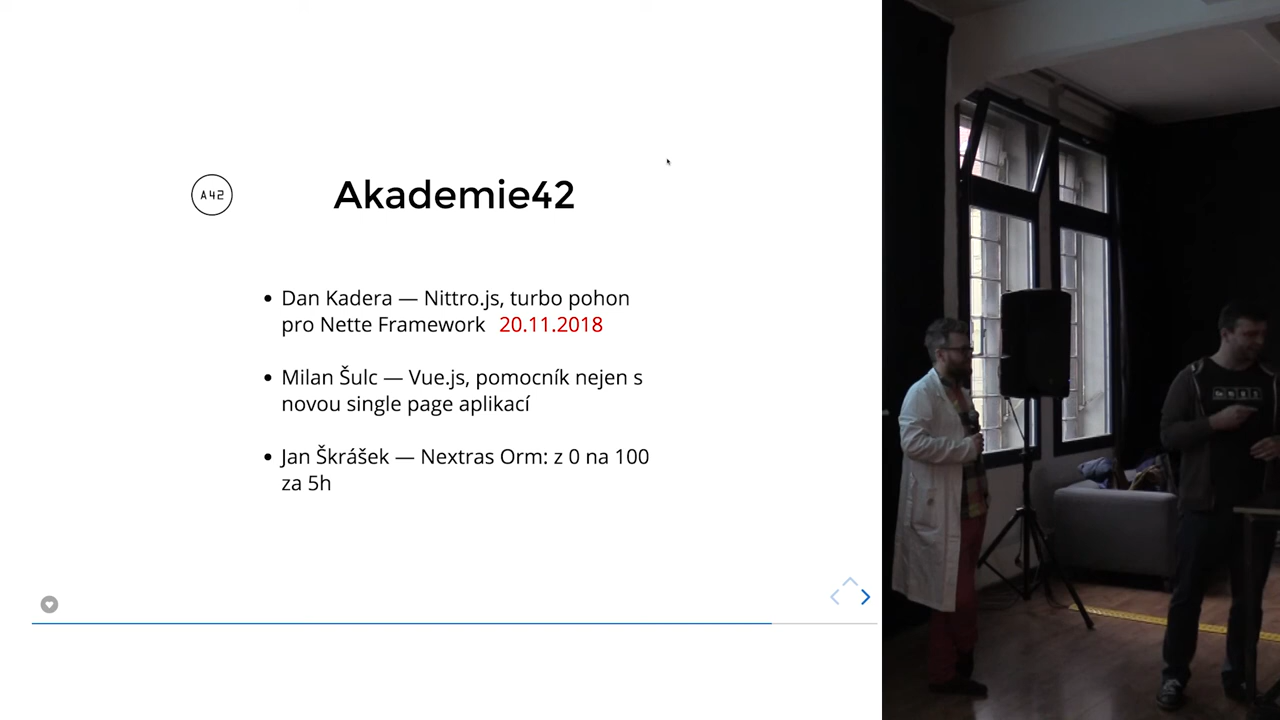 A42
Akademie42
Dan Kadera — Nittro.js, turbo pohon
pro Nette Framework 20.11.2018
Milan Šulc — Vue.js, pomocník nejen s
novou single page aplikací
Jan Škrášek — Nextras Orm: z 0 na 100
za 5h